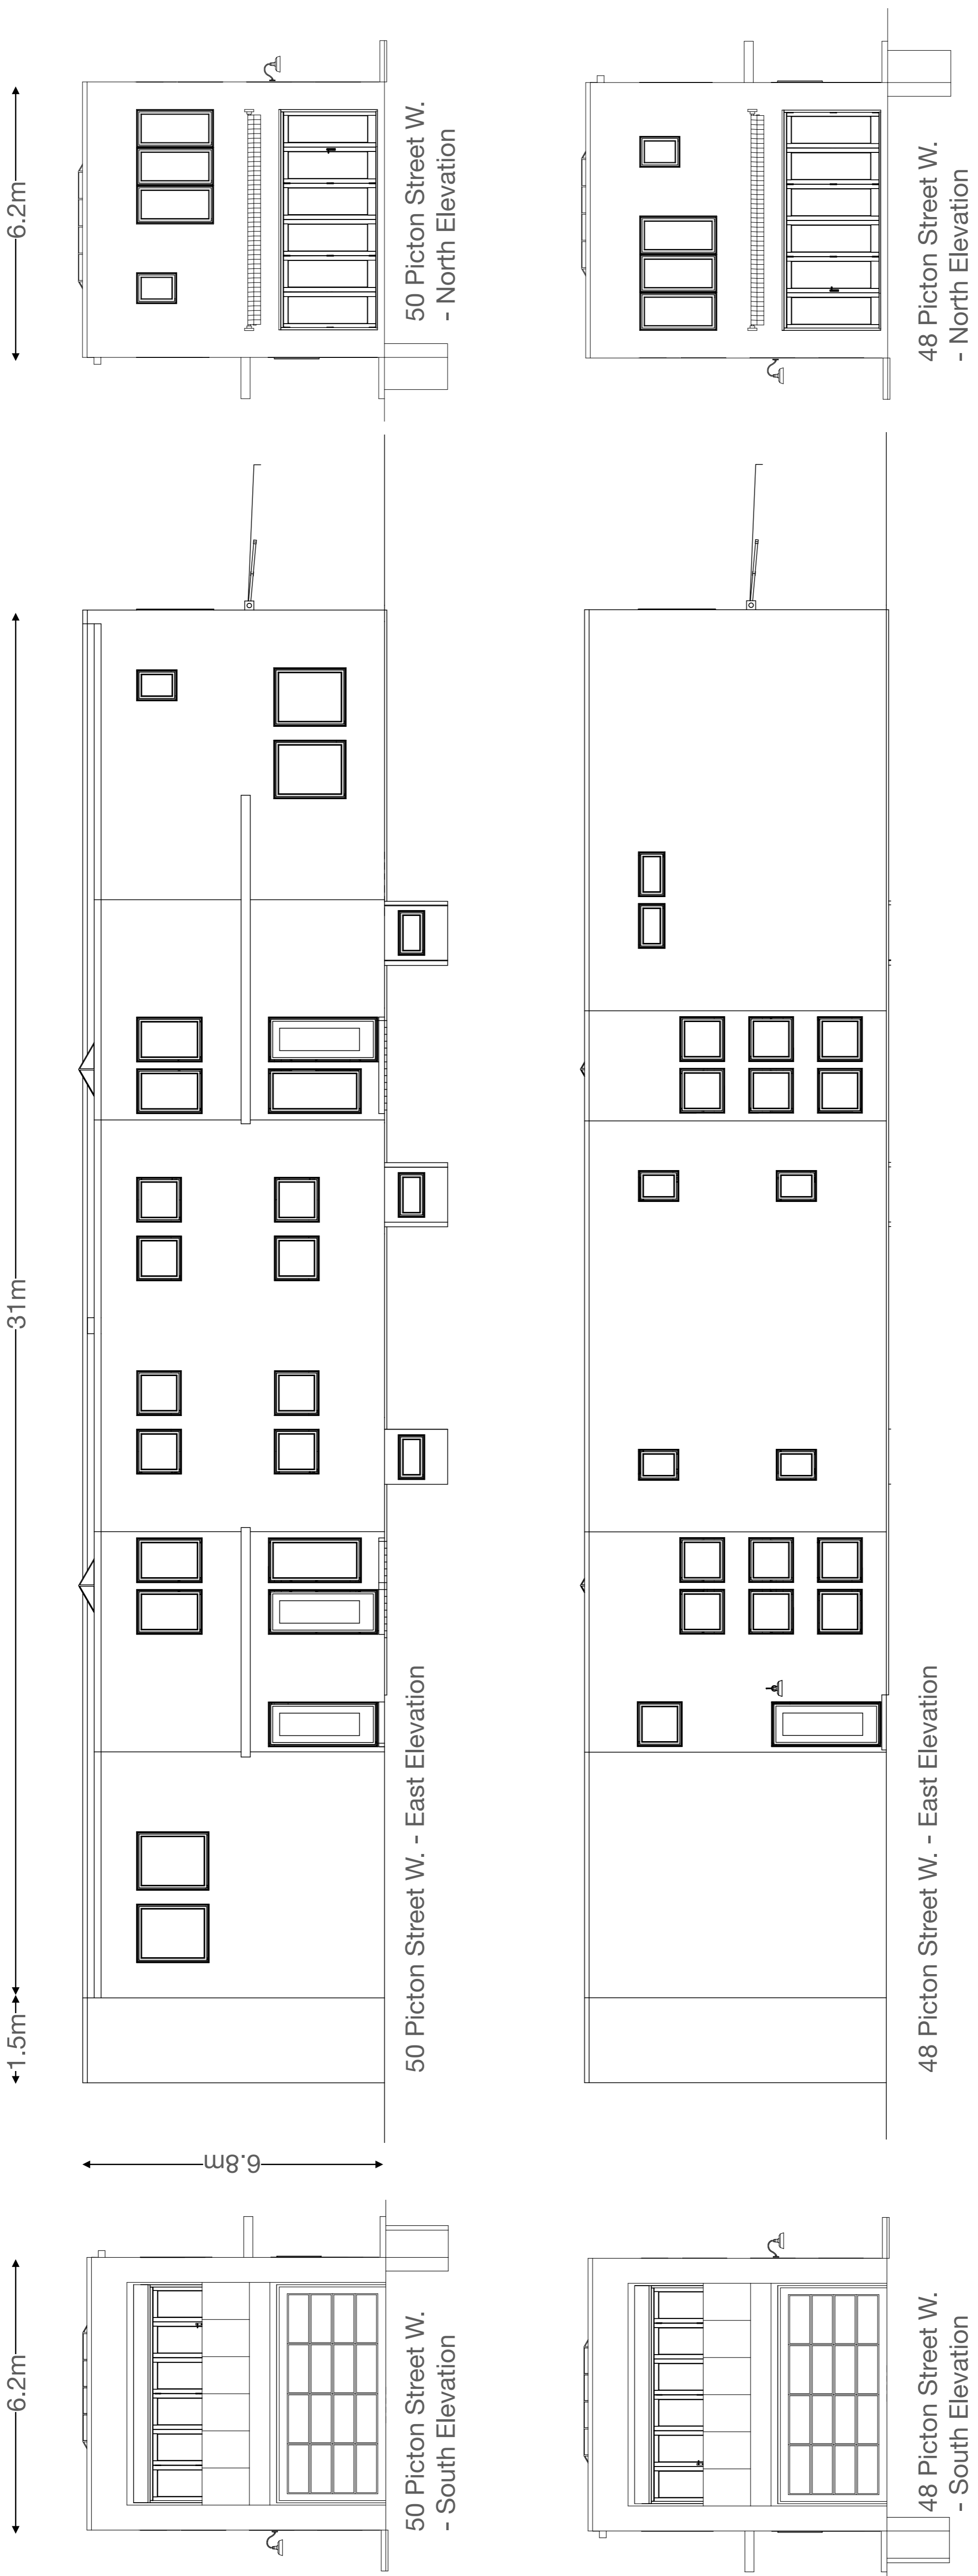 6.2m
1.5m
31m
6.2m
6.8m
50 Picton Street W.
- South Elevation
50 Picton Street W. - East Elevation
50 Picton Street W.
- North Elevation
48 Picton Street W.
- South Elevation
48 Picton Street W. - East Elevation
48 Picton Street W.
- North Elevation